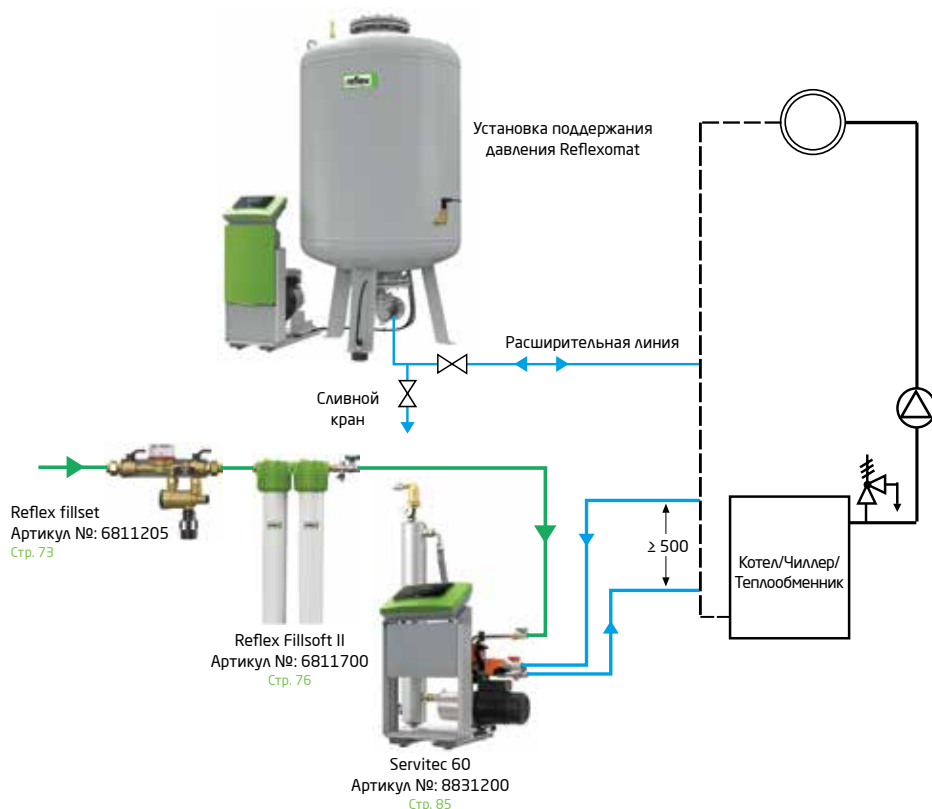 reflex
Установка поддержания
давления Reflexomat
Расширительная линия
Сливной
кран
Reflex fillset
Артикул №: 6811205
Стр. 73
≥ 500
Котел/Чиллер/
Теплообменник
Reflex Fillsoft II
Артикул №: 6811700
Стр. 76
Servitec 60
Артикул №: 8831200
Стр. 85